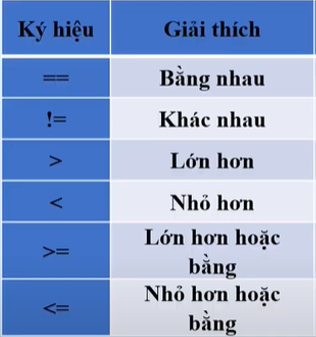 Ký hiệu Giải thích
== Bằng nhau
!= Khác nhau
> Lớn hơn
< Nhỏ hơn
>= Lớn hơn hoặc
bằng
<= Nhỏ hơn hoặc
bằng